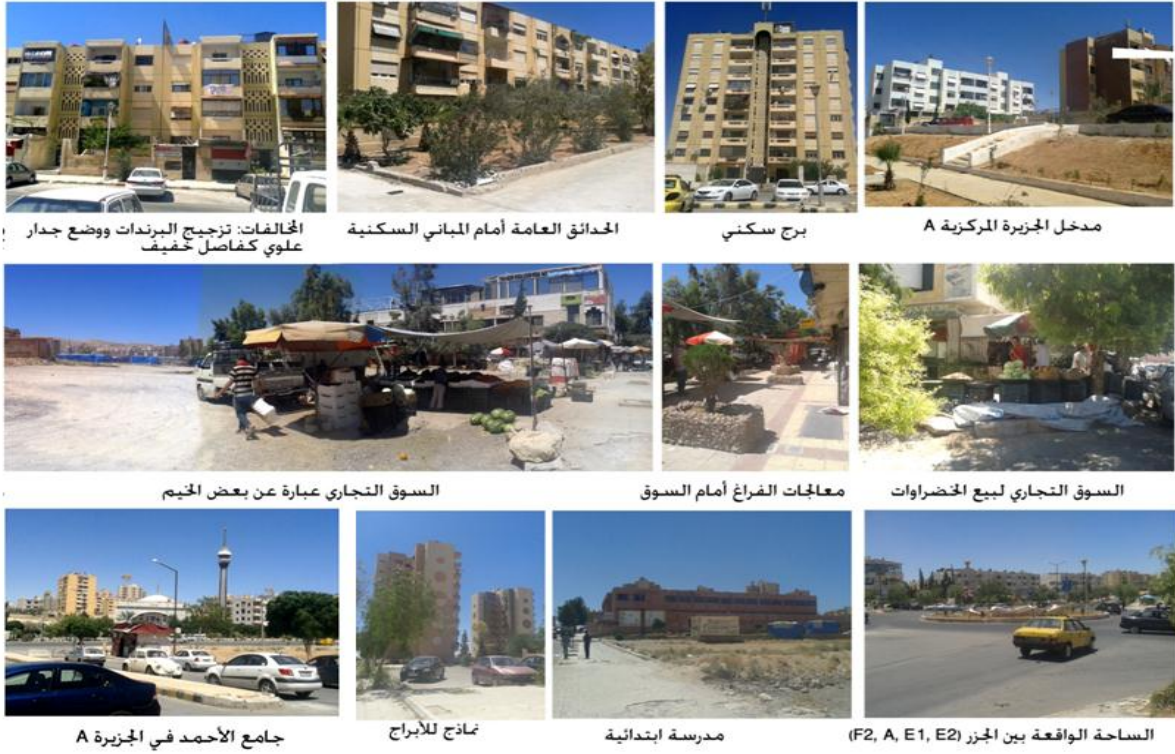 مدخل الجزيرة المركزية A
برج سكني
الحدائق العامة أمام المباني السكنية
المخالفات: تزجيج البرندات ووضع جدار
علوي كفاصل خفيف
السوق التجاري لبيع الخضراوات
معالجات الفراغ أمام السوق
السوق التجاري عبارة عن بعض الخيم
الساحة الواقعة بين الجزر (F2, A, E1, E2)
مدرسة ابتدائية
نماذج للأبراج
جامع الأحمد في الجزيرة A